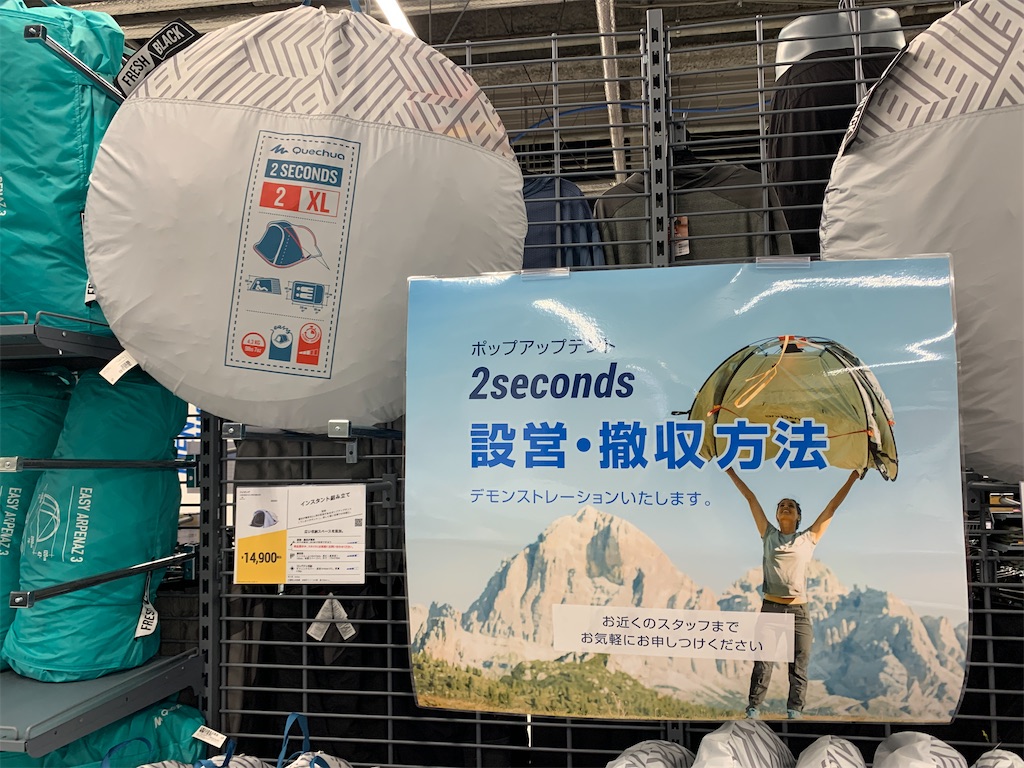 FRESH & BLACK
Quechua
2 SECONDS
2 XL
easy
ポップアップテント
2seconds
設営・撤収方法
デモンストレーションいたします。
お近くのスタッフまで
お気軽にお申しつけください
インスタント組み立て
14,900
EASY ARPENAZ 3
EASY ARPENAZ 3
FRESH